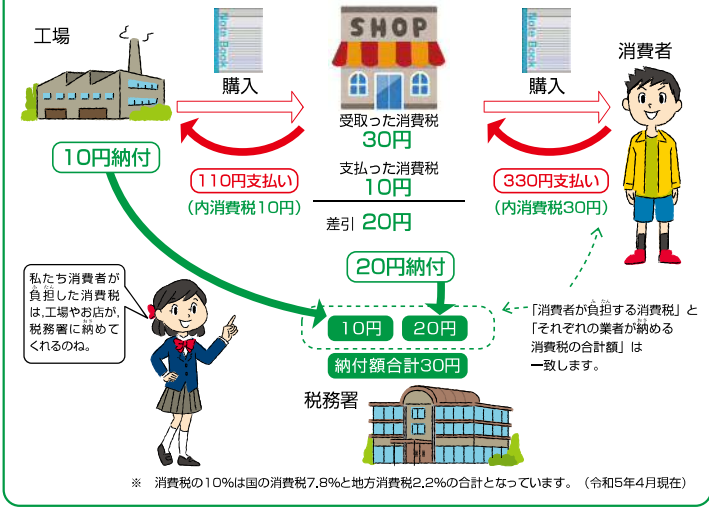 工場
Note Book
購入
SHOP
Note Book
購入
消費者
受取った消費税
30円
支払った消費税
10円
差引 20円
10円納付
110円支払い
(内消費税10円)
330円支払い
(内消費税30円)
20円納付
私たち消費者が
負担した消費税
は,工場やお店が,
税務署に納めて
くれるのね。
10円 20円
納付額合計30円
「消費者が負担する消費税」と
「それぞれの業者が納める
消費税の合計額」は
一致します。
税務署
※ 消費税の10%は国の消費税7.8%と地方消費税2.2%の合計となっています。(令和5年4月現在)